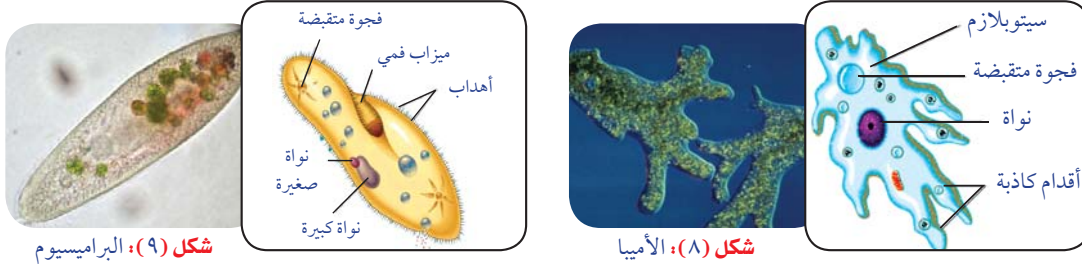 سيتوبلازم
فجوة متقبضة
نواة
أقدام كاذبة
شكل (٨): الأميبا
فجوة متقبضة
ميزاب فمي
أهداب
نواة
صغيرة
نواة كبيرة
شكل (٩): البراميسيوم